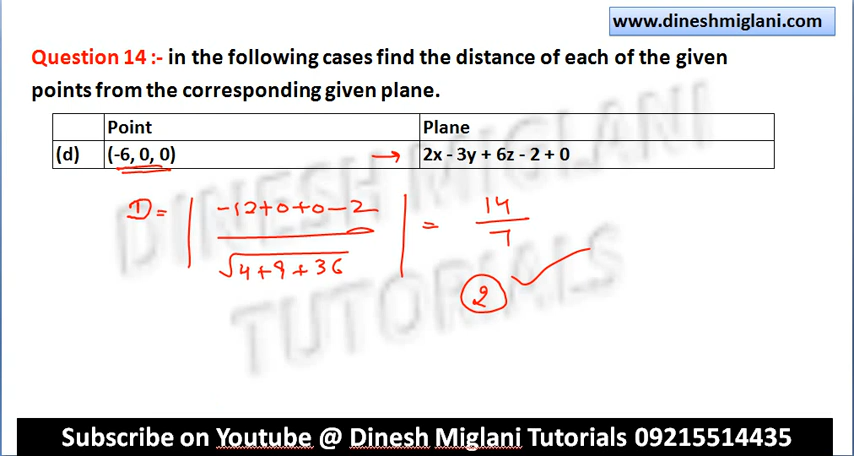 www.dineshmiglani.com
Question 14 :- in the following cases find the distance of each of the given
points from the corresponding given plane.
Point Plane
(d) (-6, 0, 0) → 2x - 3y + 6z - 2 + 0
D = | -12+0+0-2 / √4+9+36 | = 14/7
2 ✓
DINESH MIGLANI
TUTORIALS
Subscribe on Youtube @ Dinesh Miglani Tutorials 09215514435